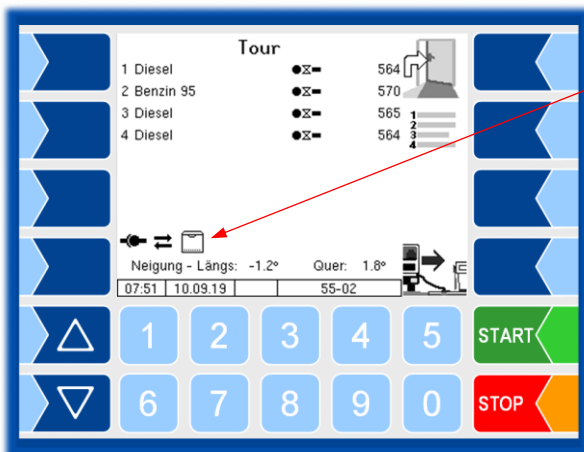 Tour
1 Diesel 564
2 Benzin 95 570
3 Diesel 565
4 Diesel 564
1
2
3
4
Neigung - Längs: -1.2° Quer: 1.8°
07:51 10.09.19 55-02
1 2 3 4 5 START
6 7 8 9 0 STOP